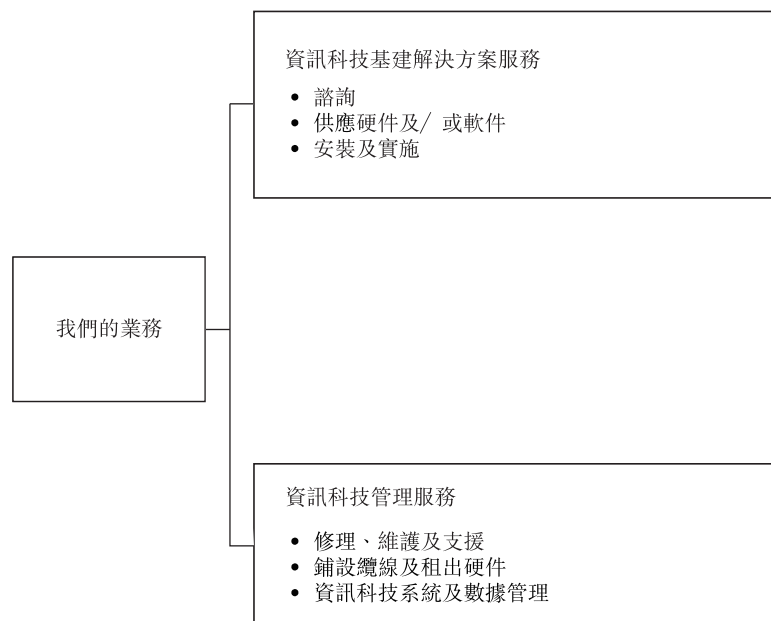 資訊科技基建解決方案服務
• 諮詢
• 供應硬件及/ 或軟件
• 安裝及實施
我們的業務
資訊科技管理服務
• 修理、維護及支援
• 鋪設纜線及租出硬件
• 資訊科技系統及數據管理